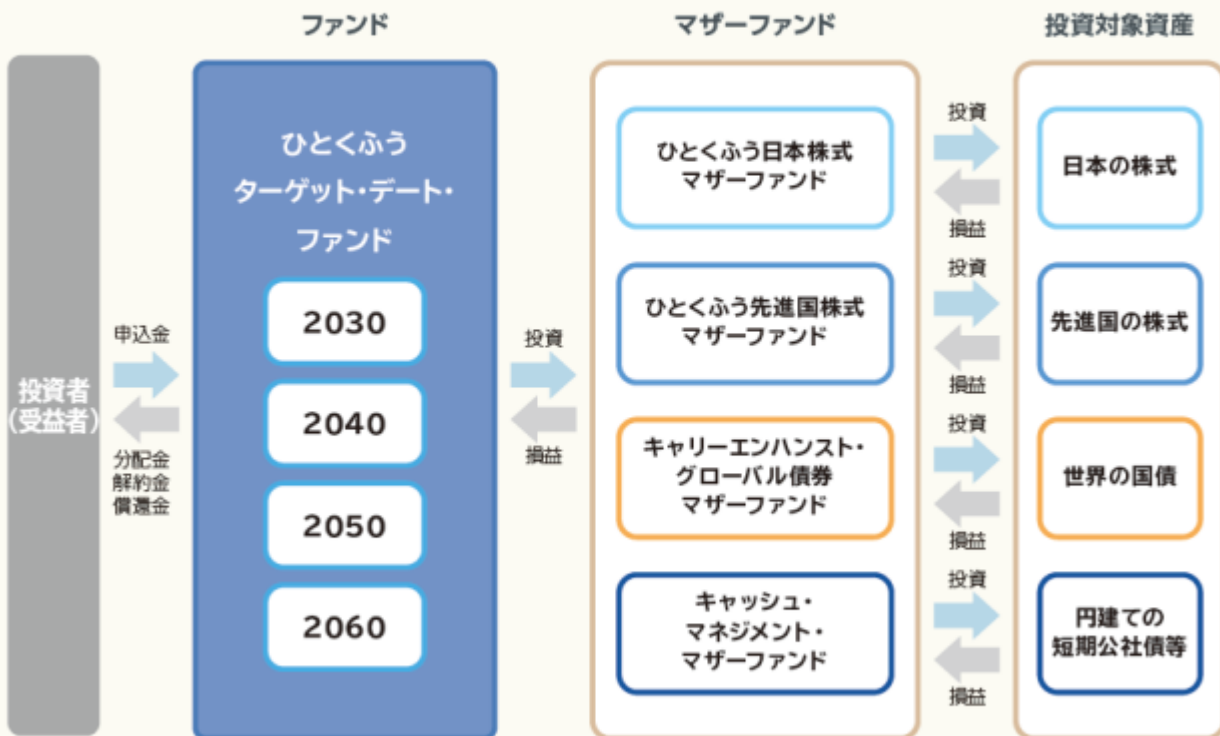 ファンド
マザーファンド
投資対象資産
投資者
(受益者)
申込金
分配金
解約金
償還金
ひとくふう
ターゲット・デート・
ファンド
2030
2040
2050
2060
投資
損益
ひとくふう日本株式
マザーファンド
投資
損益
日本の株式
ひとくふう先進国株式
マザーファンド
投資
損益
先進国の株式
キャリーエンハンスト・
グローバル債券
マザーファンド
投資
損益
世界の国債
キャッシュ・
マネジメント・
マザーファンド
投資
損益
円建ての
短期公社債等